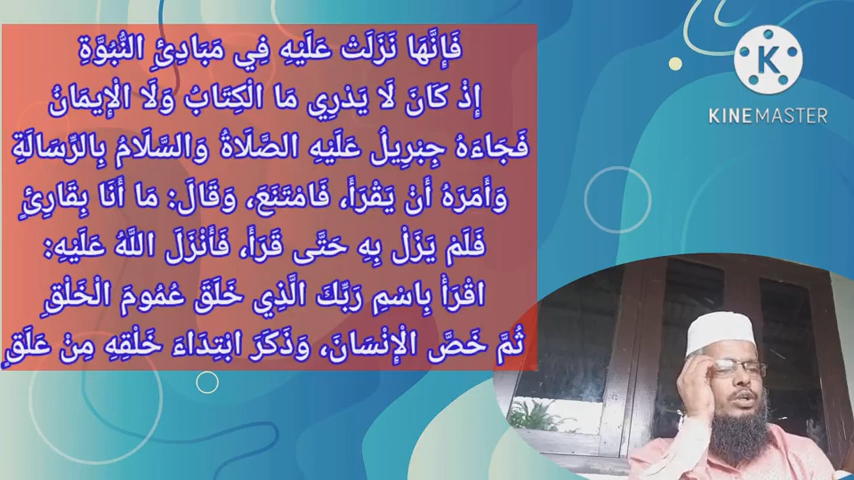 فَإِنَّهَا نَزَلَتْ عَلَيْهِ فِي مَبَادِئِ النُّبُوَّةِ
إِذْ كَانَ لَا يَدْرِي مَا الْكِتَابُ وَلَا الْإِيمَانُ
فَجَاءَهُ جِبْرِيلُ عَلَيْهِ الصَّلَاةُ وَالسَّلَامُ بِالرِّسَالَةِ
وَأَمَرَهُ أَنْ يَقْرَأَ، فَامْتَنَعَ، وَقَالَ: مَا أَنَا بِقَارِئٍ
فَلَمْ يَزَلْ بِهِ حَتَّى قَرَأَ، فَأَنْزَلَ اللَّهُ عَلَيْهِ:
اقْرَأْ بِاسْمِ رَبِّكَ الَّذِي خَلَقَ عُمُومَ الْخَلْقِ
ثُمَّ خَصَّ الْإِنْسَانَ، وَذَكَرَ ابْتِدَاءَ خَلْقِهِ مِنْ عَلَقٍ
K
KINEMASTER